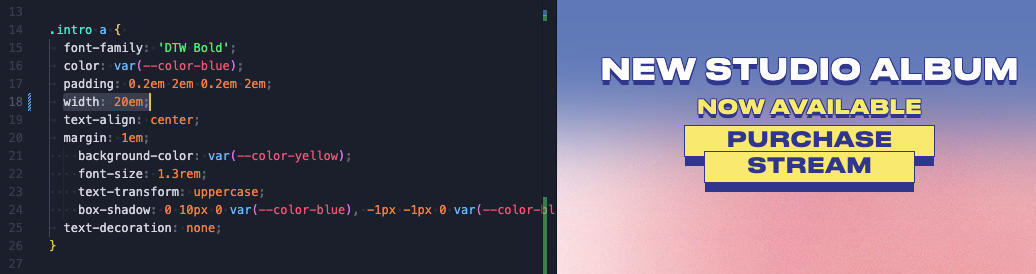 13
14 .intro a {
15 font-family: 'DTW Bold';
16 color: var(--color-blue);
17 padding: 0.2em 2em 0.2em 2em;
18 width: 20em;
19 text-align: center;
20 margin: 1em;
21 background-color: var(--color-yellow);
22 font-size: 1.3rem;
23 text-transform: uppercase;
24 box-shadow: 0 10px 0 var(--color-blue), -1px -1px 0 var(--color-bl
25 text-decoration: none;
26 }
27
NEW STUDIO ALBUM
NOW AVAILABLE
PURCHASE
STREAM